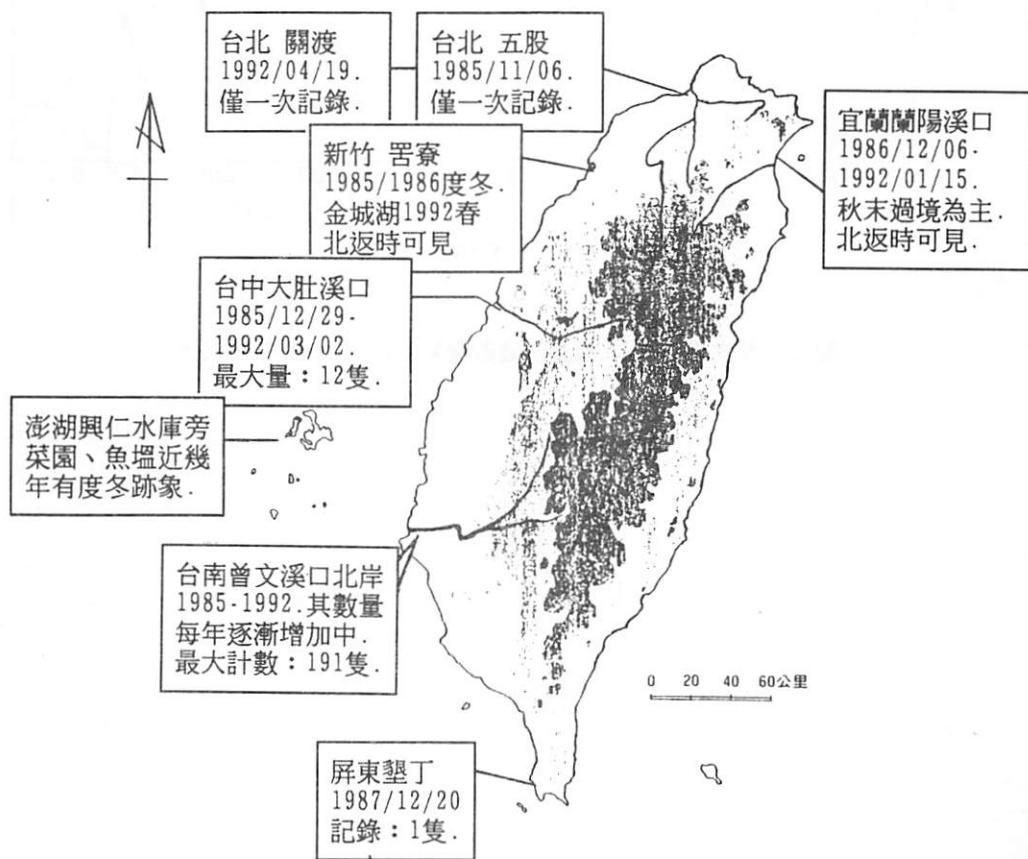 台北 關渡
1992/04/19.
僅一次記錄.
台北 五股
1985/11/06.
僅一次記錄.
宜蘭蘭陽溪口
1986/12/06-
1992/01/15.
秋末過境為主.
北返時可見.
新竹 罟寮
1985/1986度冬.
金城湖1992春
北返時可見
台中大肚溪口
1985/12/29-
1992/03/02.
最大量：12隻.
澎湖興仁水庫旁
菜園、魚塭近幾
年有度冬跡象.
台南曾文溪口北岸
1985-1992.其數量
每年逐漸增加中.
最大計數：191隻.
0 20 40 60公里
屏東墾丁
1987/12/20
記錄：1隻.